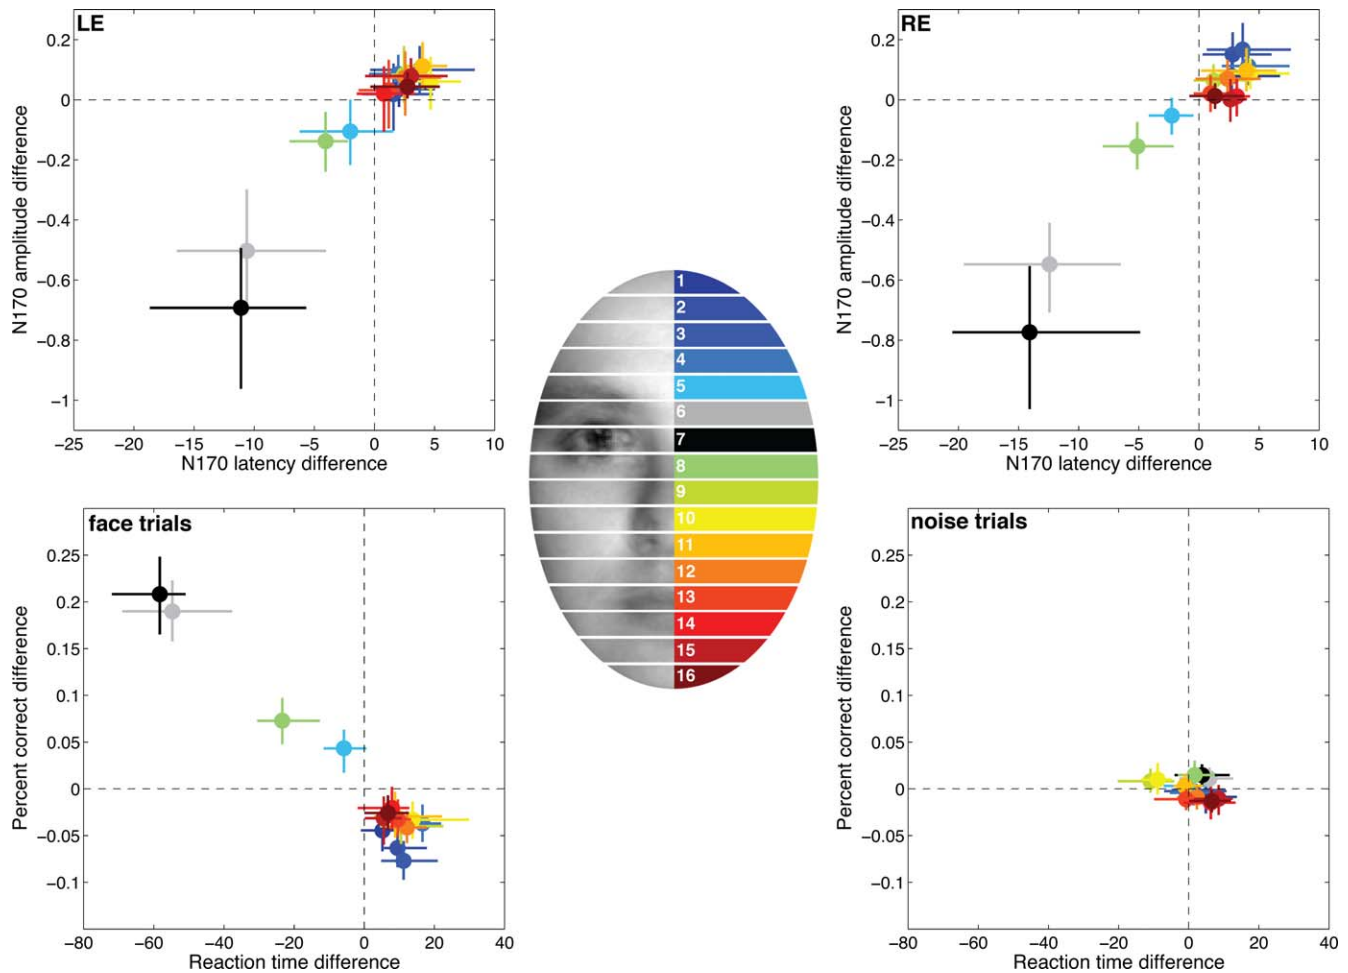 LE
0.2
0
−0.2
−0.4
−0.6
−0.8
−1
N170 amplitude difference
−25 −20 −15 −10 −5 0 5 10
N170 latency difference
RE
0.2
0
−0.2
−0.4
−0.6
−0.8
−1
N170 amplitude difference
−25 −20 −15 −10 −5 0 5 10
N170 latency difference
1
2
3
4
5
6
7
8
9
10
11
12
13
14
15
16
face trials
0.25
0.2
0.15
0.1
0.05
0
−0.05
−0.1
Percent correct difference
−80 −60 −40 −20 0 20 40
Reaction time difference
noise trials
0.25
0.2
0.15
0.1
0.05
0
−0.05
−0.1
Percent correct difference
−80 −60 −40 −20 0 20 40
Reaction time difference